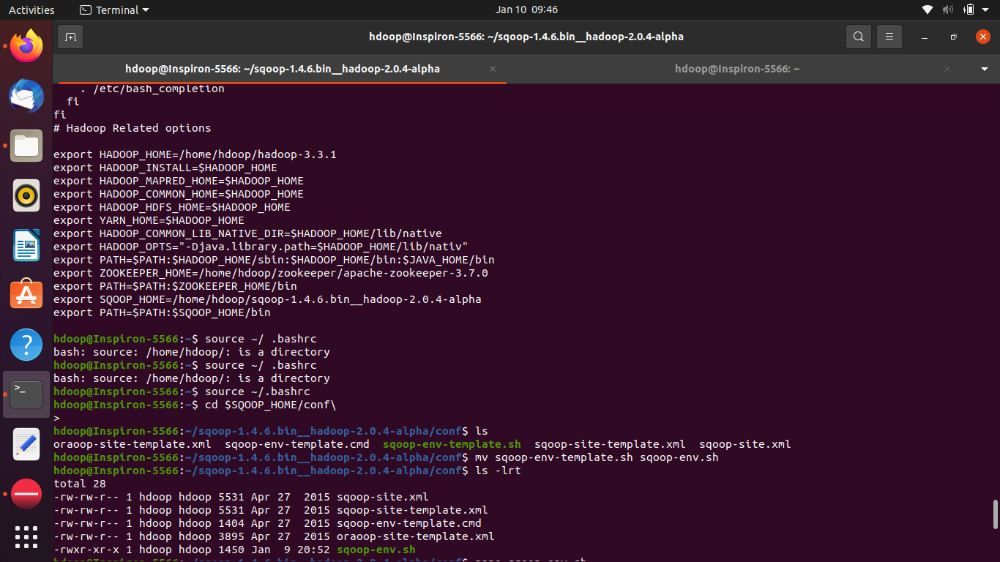 Activities
Terminal
Jan 10 09:46
hdoop@Inspiron-5566: ~/sqoop-1.4.6.bin__hadoop-2.0.4-alpha
hdoop@Inspiron-5566: ~/sqoop-1.4.6.bin__hadoop-2.0.4-alpha
hdoop@Inspiron-5566: ~
. /etc/bash_completion
fi
fi
# Hadoop Related options
export HADOOP_HOME=/home/hdoop/hadoop-3.3.1
export HADOOP_INSTALL=$HADOOP_HOME
export HADOOP_MAPRED_HOME=$HADOOP_HOME
export HADOOP_COMMON_HOME=$HADOOP_HOME
export HADOOP_HDFS_HOME=$HADOOP_HOME
export YARN_HOME=$HADOOP_HOME
export HADOOP_COMMON_LIB_NATIVE_DIR=$HADOOP_HOME/lib/native
export HADOOP_OPTS="-Djava.library.path=$HADOOP_HOME/lib/nativ"
export PATH=$PATH:$HADOOP_HOME/sbin:$HADOOP_HOME/bin:$JAVA_HOME/bin
export ZOOKEEPER_HOME=/home/hdoop/zookeeper/apache-zookeeper-3.7.0
export PATH=$PATH:$ZOOKEEPER_HOME/bin
export SQOOP_HOME=/home/hdoop/sqoop-1.4.6.bin__hadoop-2.0.4-alpha
export PATH=$PATH:$SQOOP_HOME/bin
hdoop@Inspiron-5566:~$ source ~/ .bashrc
bash: source: /home/hdoop/: is a directory
hdoop@Inspiron-5566:~$ source ~/ .bashrc
bash: source: /home/hdoop/: is a directory
hdoop@Inspiron-5566:~$ source ~/.bashrc
hdoop@Inspiron-5566:~$ cd $SQOOP_HOME/conf\
>
hdoop@Inspiron-5566:~/sqoop-1.4.6.bin__hadoop-2.0.4-alpha/conf$ ls
oraoop-site-template.xml  sqoop-env-template.cmd  sqoop-env-template.sh  sqoop-site-template.xml  sqoop-site.xml
hdoop@Inspiron-5566:~/sqoop-1.4.6.bin__hadoop-2.0.4-alpha/conf$ mv sqoop-env-template.sh sqoop-env.sh
hdoop@Inspiron-5566:~/sqoop-1.4.6.bin__hadoop-2.0.4-alpha/conf$ ls -lrt
total 28
-rw-rw-r-- 1 hdoop hdoop 5531 Apr 27  2015 sqoop-site.xml
-rw-rw-r-- 1 hdoop hdoop 5531 Apr 27  2015 sqoop-site-template.xml
-rw-rw-r-- 1 hdoop hdoop 1404 Apr 27  2015 sqoop-env-template.cmd
-rw-rw-r-- 1 hdoop hdoop 3895 Apr 27  2015 oraoop-site-template.xml
-rwxr-xr-x 1 hdoop hdoop 1450 Jan  9 20:52 sqoop-env.sh